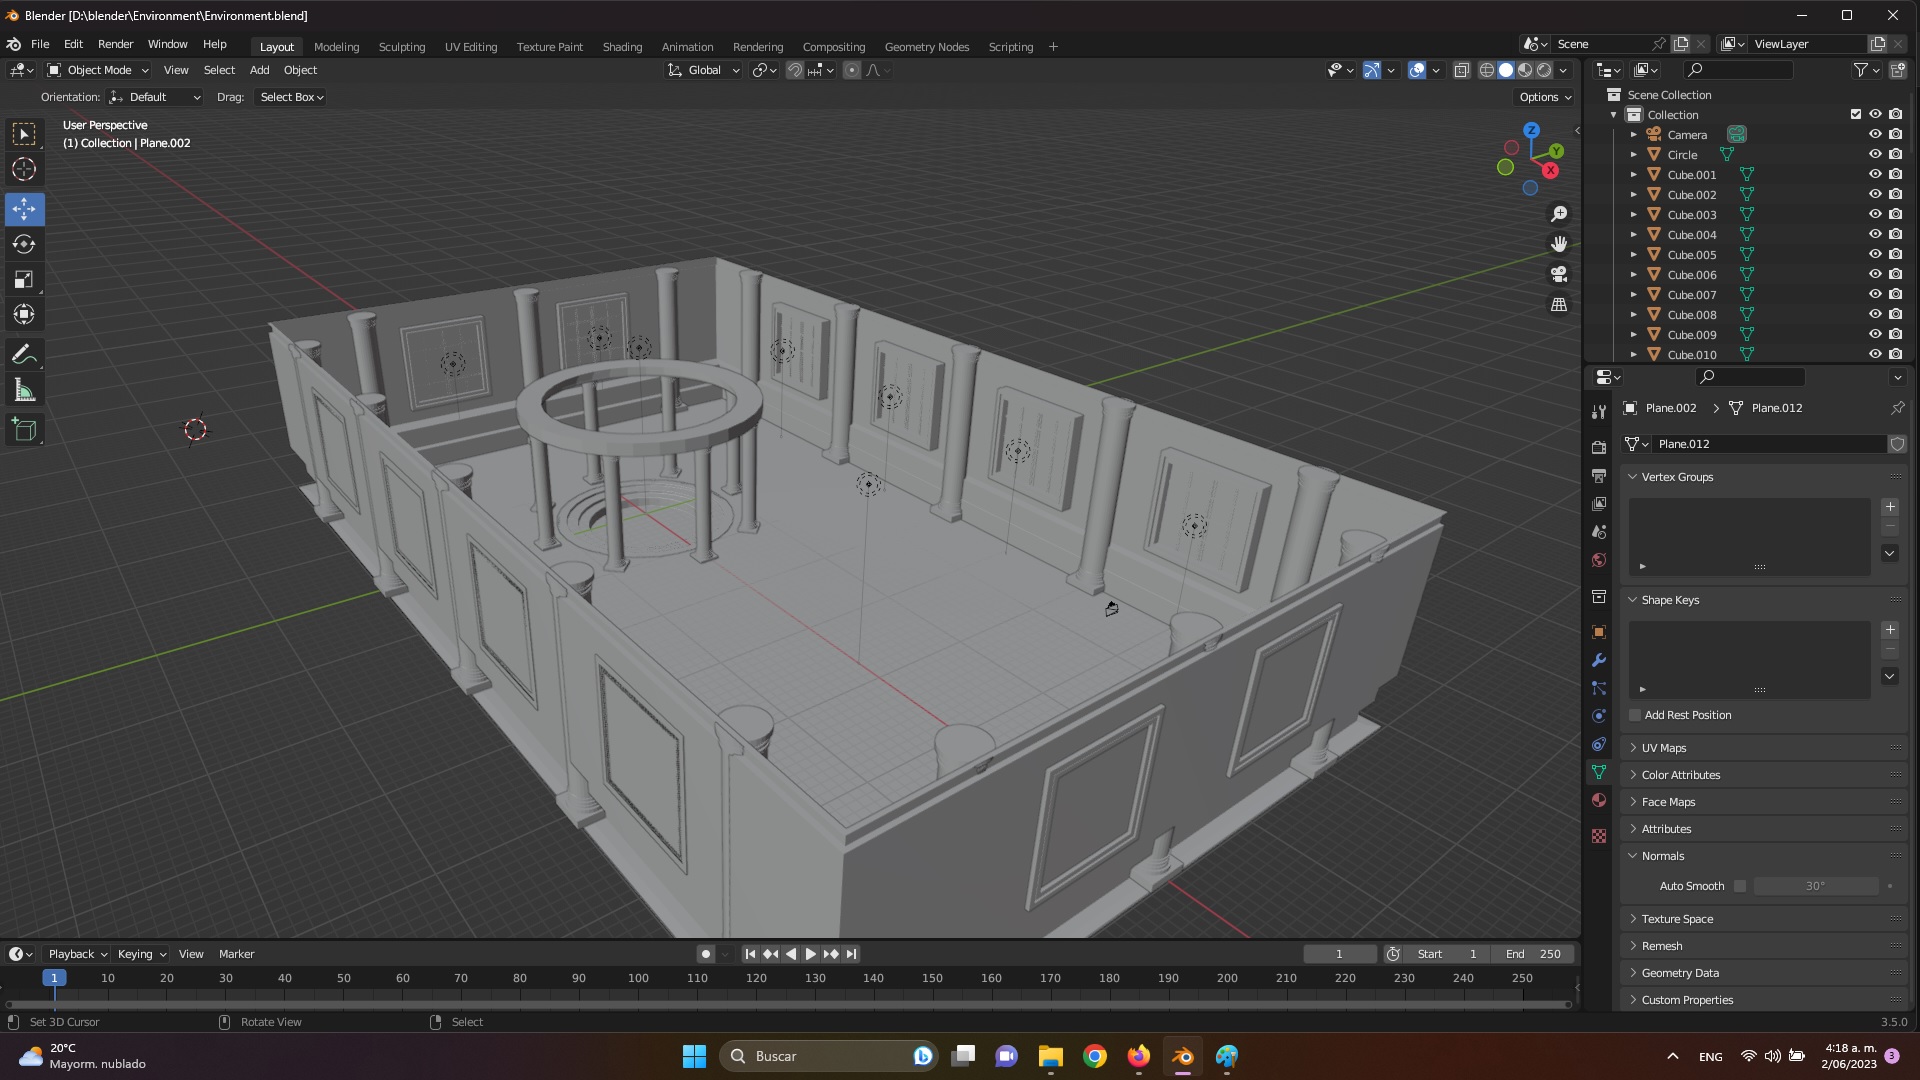 Blender [D:\blender\Environment\Environment.blend]
File Edit Render Window Help Layout Modeling Sculpting UV Editing Texture Paint Shading Animation Rendering Compositing Geometry Nodes Scripting + Scene ViewLayer
Object Mode View Select Add Object Global
Orientation: Default Drag: Select Box Options
User Perspective
(1) Collection | Plane.002
Z
Y
X
Scene Collection
Collection
Camera
Circle
Cube.001
Cube.002
Cube.003
Cube.004
Cube.005
Cube.006
Cube.007
Cube.008
Cube.009
Cube.010
Plane.002 > Plane.012
Plane.012
Vertex Groups
Shape Keys
Add Rest Position
UV Maps
Color Attributes
Face Maps
Attributes
Normals
Auto Smooth 30°
Texture Space
Remesh
Geometry Data
Custom Properties
Playback Keying View Marker 1 Start 1 End 250
1 10 20 30 40 50 60 70 80 90 100 110 120 130 140 150 160 170 180 190 200 210 220 230 240 250
Set 3D Cursor Rotate View Select 3.5.0
20°C
Mayorm. nublado
Buscar
ENG
4:18 a. m.
2/06/2023
3